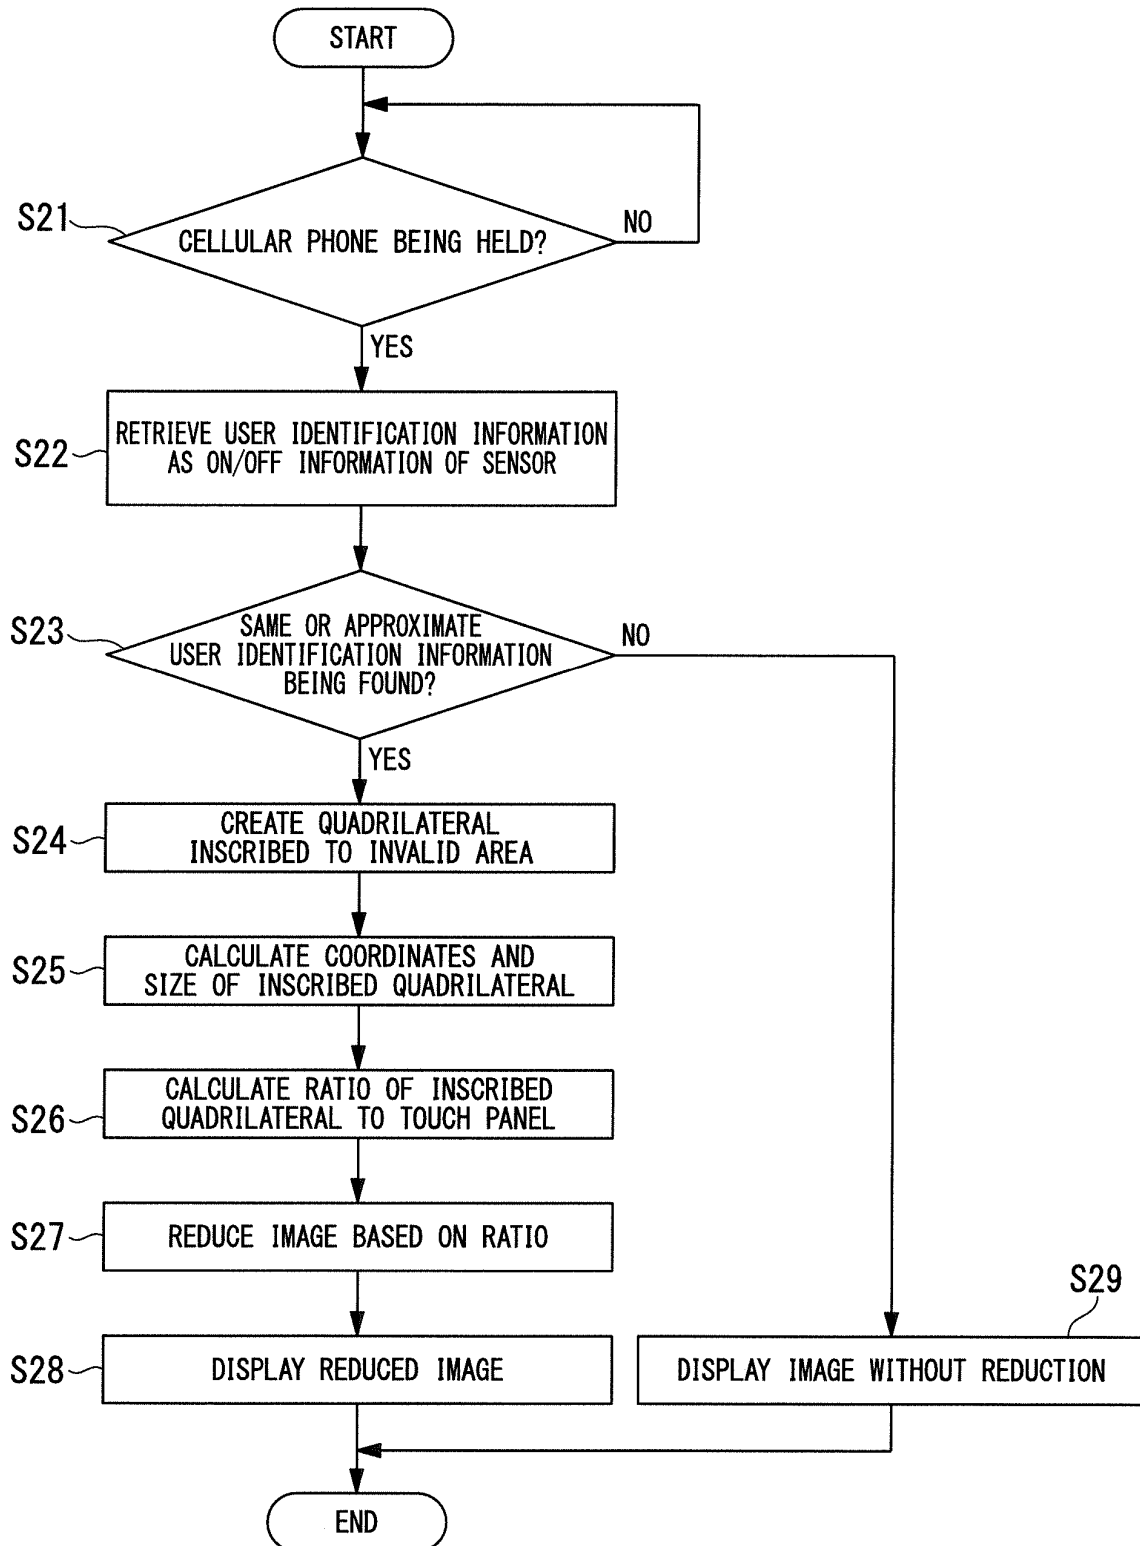 START
S21
CELLULAR PHONE BEING HELD?
NO
YES
S22
RETRIEVE USER IDENTIFICATION INFORMATION
AS ON/OFF INFORMATION OF SENSOR
S23
SAME OR APPROXIMATE
USER IDENTIFICATION INFORMATION
BEING FOUND?
NO
YES
S24
CREATE QUADRILATERAL
INSCRIBED TO INVALID AREA
S25
CALCULATE COORDINATES AND
SIZE OF INSCRIBED QUADRILATERAL
S26
CALCULATE RATIO OF INSCRIBED
QUADRILATERAL TO TOUCH PANEL
S27
REDUCE IMAGE BASED ON RATIO
S28
DISPLAY REDUCED IMAGE
S29
DISPLAY IMAGE WITHOUT REDUCTION
END